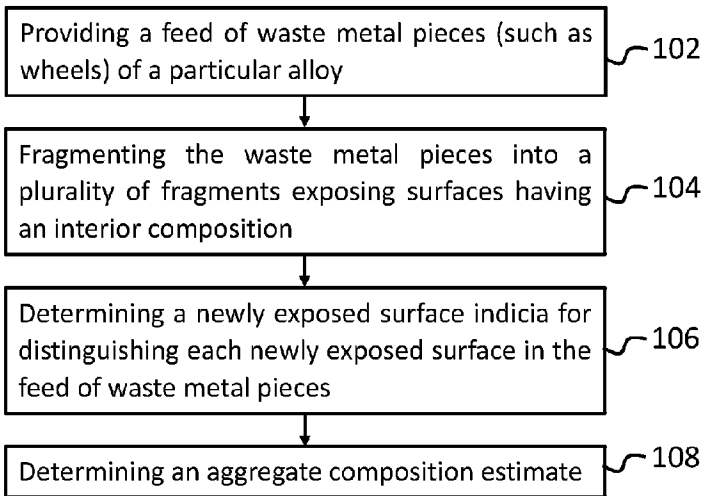 Providing a feed of waste metal pieces (such as
wheels) of a particular alloy
102
Fragmenting the waste metal pieces into a
plurality of fragments exposing surfaces having
an interior composition
104
Determining a newly exposed surface indicia for
distinguishing each newly exposed surface in the
feed of waste metal pieces
106
Determining an aggregate composition estimate
108